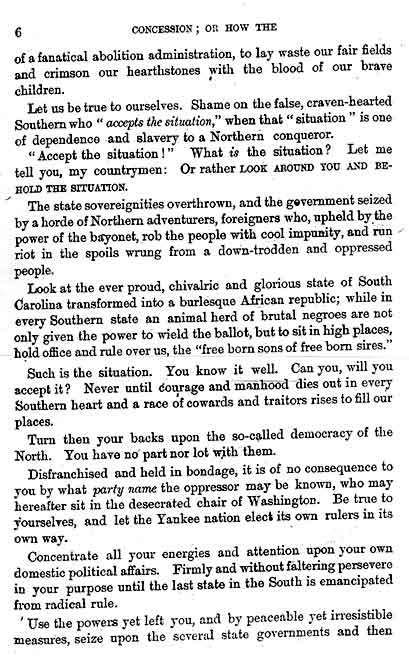 6 CONCESSION; OR HOW THE
of a fanatical abolition administration, to lay waste our fair fields
and crimson our hearthstones with the blood of our brave
children.
Let us be true to ourselves. Shame on the false, craven-hearted
Southern who "accepts the situation," when that "situation" is one
of dependence and slavery to a Northern conqueror.
"Accept the situation!" What is the situation? Let me
tell you, my countrymen: Or rather LOOK AROUND YOU AND BE-
HOLD THE SITUATION.
The state sovereignities overthrown, and the government seized
by a horde of Northern adventurers, foreigners who, upheld by the
power of the bayonet, rob the people with cool impunity, and run
riot in the spoils wrung from a down-trodden and oppressed
people.
Look at the ever proud, chivalric and glorious state of South
Carolina transformed into a burlesque African republic; while in
every Southern state an animal herd of brutal negroes are not
only given the power to wield the ballot, but to sit in high places,
hold office and rule over us, the "free born sons of free born sires."
Such is the situation. You know it well. Can you, will you
accept it? Never until courage and manhood dies out in every
Southern heart and a race of cowards and traitors rises to fill our
places.
Turn then your backs upon the so-called democracy of the
North. You have no part nor lot with them.
Disfranchised and held in bondage, it is of no consequence to
you by what party name the oppressor may be known, who may
hereafter sit in the desecrated chair of Washington. Be true to
yourselves, and let the Yankee nation elect its own rulers in its
own way.
Concentrate all your energies and attention upon your own
domestic political affairs. Firmly and without faltering persevere
in your purpose until the last state in the South is emancipated
from radical rule.
Use the powers yet left you, and by peaceable yet irresistible
measures, seize upon the several state governments and then